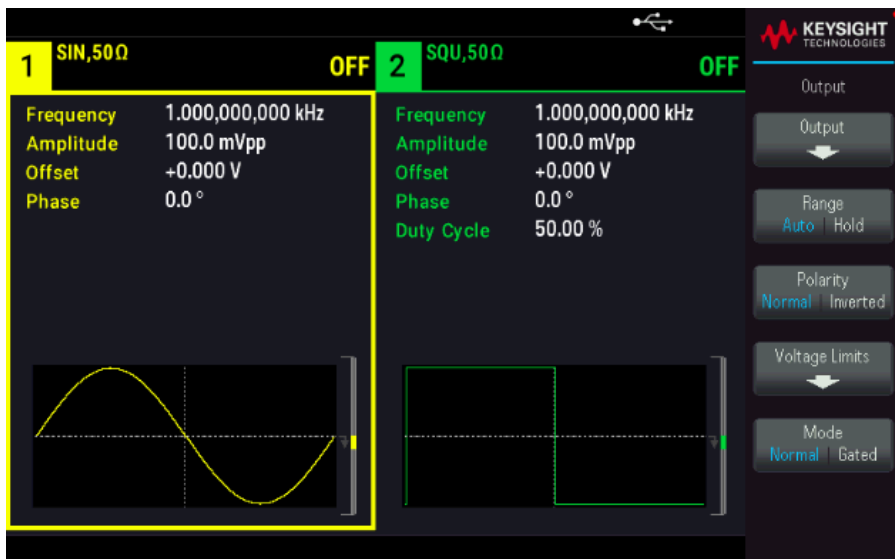 KEYSIGHT
TECHNOLOGIES
1 SIN,50Ω OFF
2 SQU,50Ω OFF
Frequency 1.000,000,000 kHz
Amplitude 100.0 mVpp
Offset +0.000 V
Phase 0.0 °
Frequency 1.000,000,000 kHz
Amplitude 100.0 mVpp
Offset +0.000 V
Phase 0.0 °
Duty Cycle 50.00 %
Output
Output
Range
Auto | Hold
Polarity
Normal | Inverted
Voltage Limits
Mode
Normal | Gated